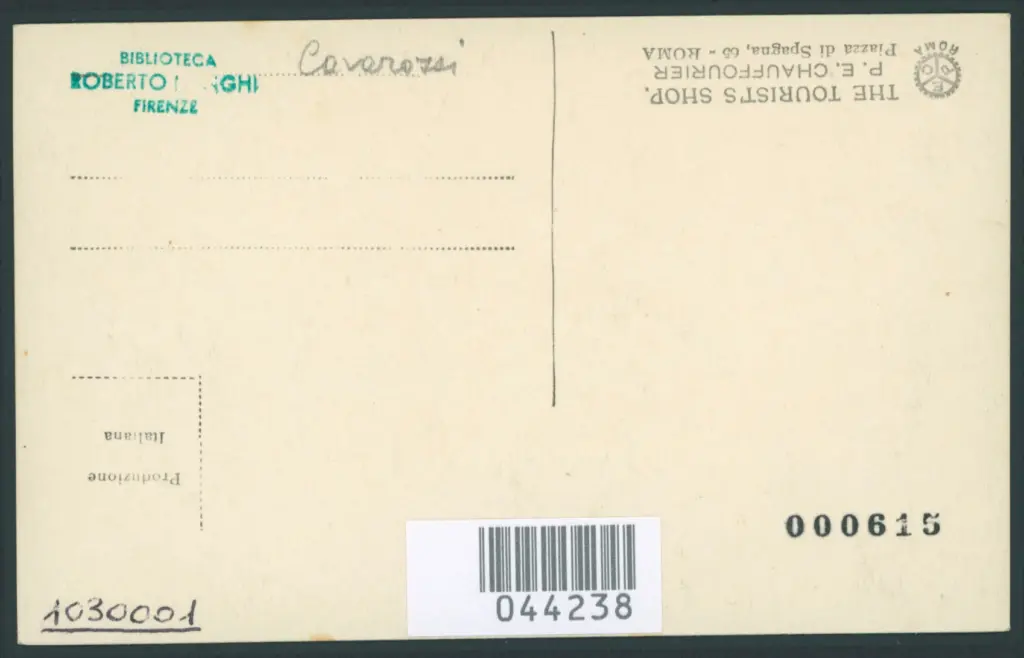 BIBLIOTECA
ROBERTO
FIRENZE
Cavarozzi
THE TOURIST'S SHOP.
P. E. CHAUFFOURIER
Piazza di Spagna, 65 - ROMA
ROMA
Produzione
Italiana
000615
044238
1030001